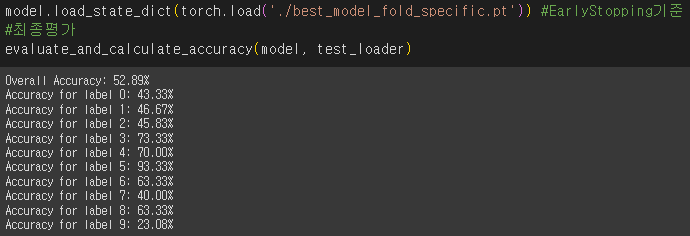 model.load_state_dict(torch.load('./best_model_fold_specific.pt')) #EarlyStopping기준
#최종평가
evaluate_and_calculate_accuracy(model, test_loader)
Overall Accuracy: 52.89%
Accuracy for label 0: 43.33%
Accuracy for label 1: 46.67%
Accuracy for label 2: 45.83%
Accuracy for label 3: 73.33%
Accuracy for label 4: 70.00%
Accuracy for label 5: 93.33%
Accuracy for label 6: 63.33%
Accuracy for label 7: 40.00%
Accuracy for label 8: 63.33%
Accuracy for label 9: 23.08%